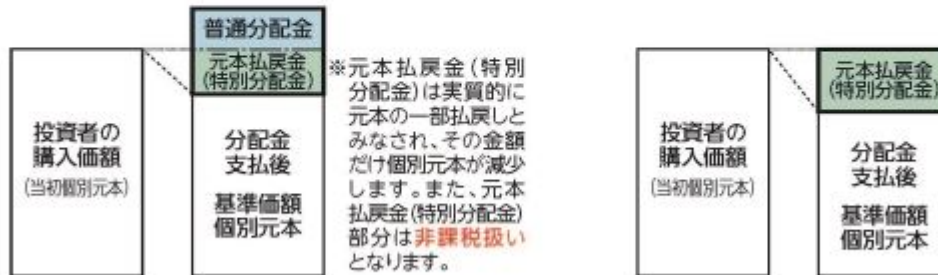 普通分配金
元本払戻金
(特別分配金)
投資者の
購入価額
(当初個別元本)
分配金
支払後
基準価額
個別元本
※元本払戻金(特別
分配金)は実質的に
元本の一部払戻しと
みなされ、その金額
だけ個別元本が減少
します。また、元本
払戻金(特別分配金)
部分は非課税扱い
となります。
元本払戻金
(特別分配金)
投資者の
購入価額
(当初個別元本)
分配金
支払後
基準価額
個別元本